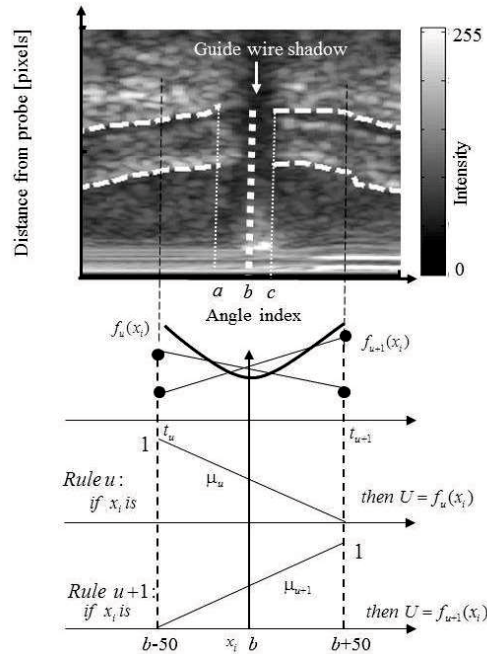 Distance from probe [pixels]
Guide wire shadow
255
Intensity
0
a b c
Angle index
f_u(x_i)
f_{u+1}(x_i)
t_u
t_{u+1}
1
μ_u
Rule u:
if x_i is
then U = f_u(x_i)
1
μ_{u+1}
Rule u+1:
if x_i is
then U = f_{u+1}(x_i)
b-50 x_i b b+50